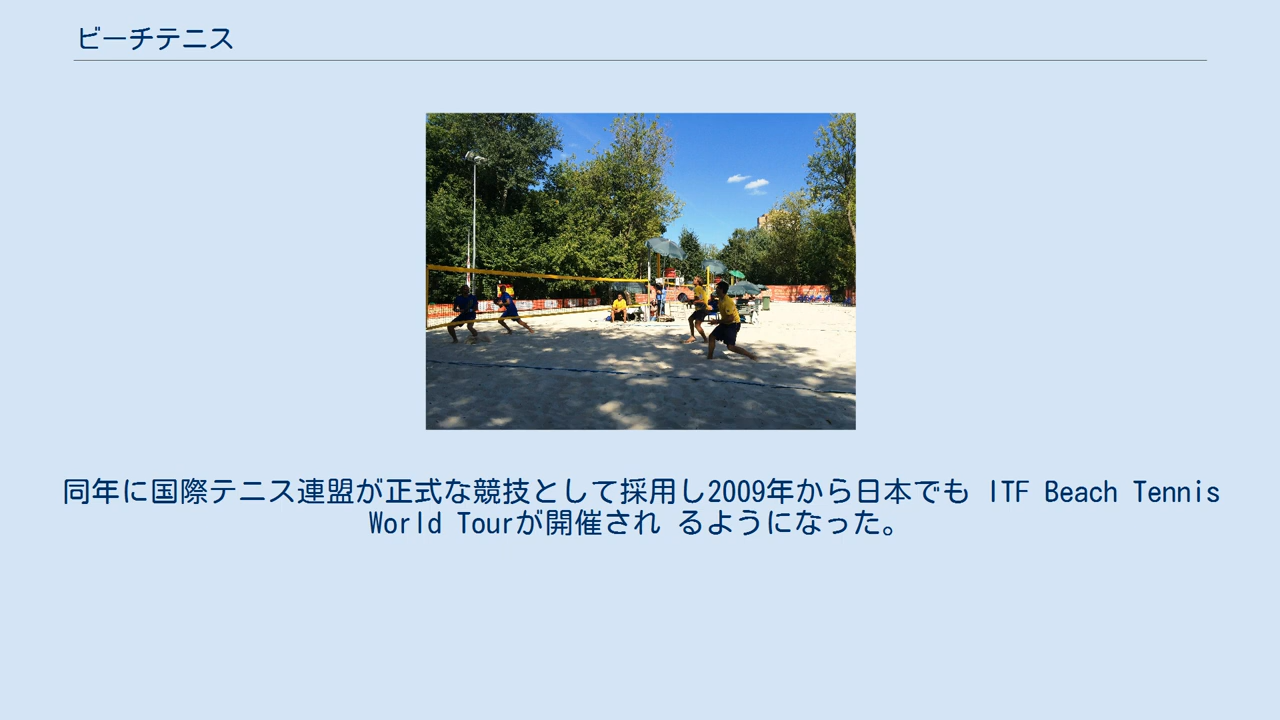 ビーチテニス
同年に国際テニス連盟が正式な競技として採用し2009年から日本でも ITF Beach Tennis
World Tourが開催され るようになった。